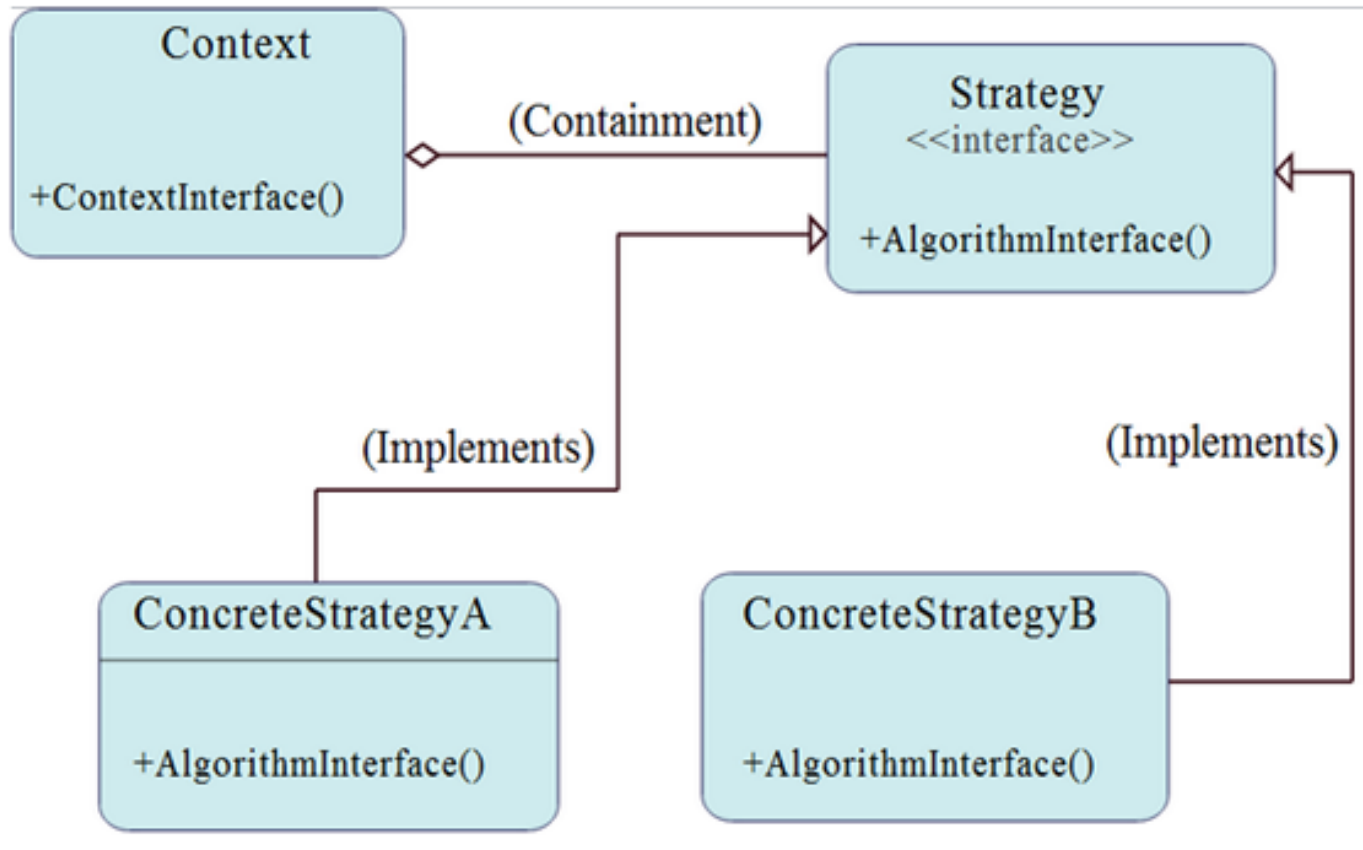 Context
+ContextInterface()
(Containment)
Strategy
<<interface>>
+AlgorithmInterface()
(Implements)
(Implements)
ConcreteStrategyA
+AlgorithmInterface()
ConcreteStrategyB
+AlgorithmInterface()